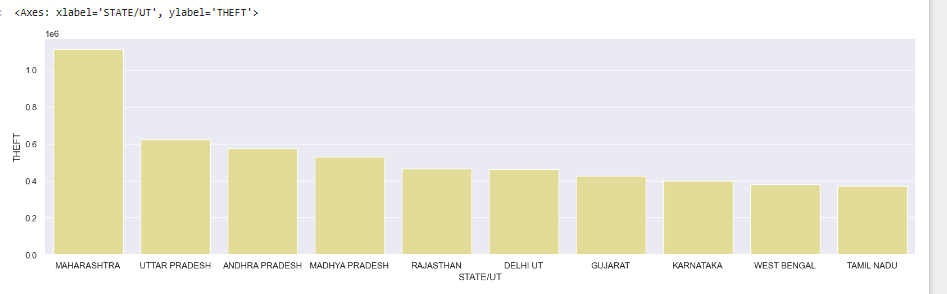 <Axes: xlabel='STATE/UT', ylabel='THEFT'>
1e6
1.0
0.8
0.6
0.4
0.2
0.0
THEFT
MAHARASHTRA UTTAR PRADESH ANDHRA PRADESH MADHYA PRADESH RAJASTHAN DELHI UT GUJARAT KARNATAKA WEST BENGAL TAMIL NADU
STATE/UT